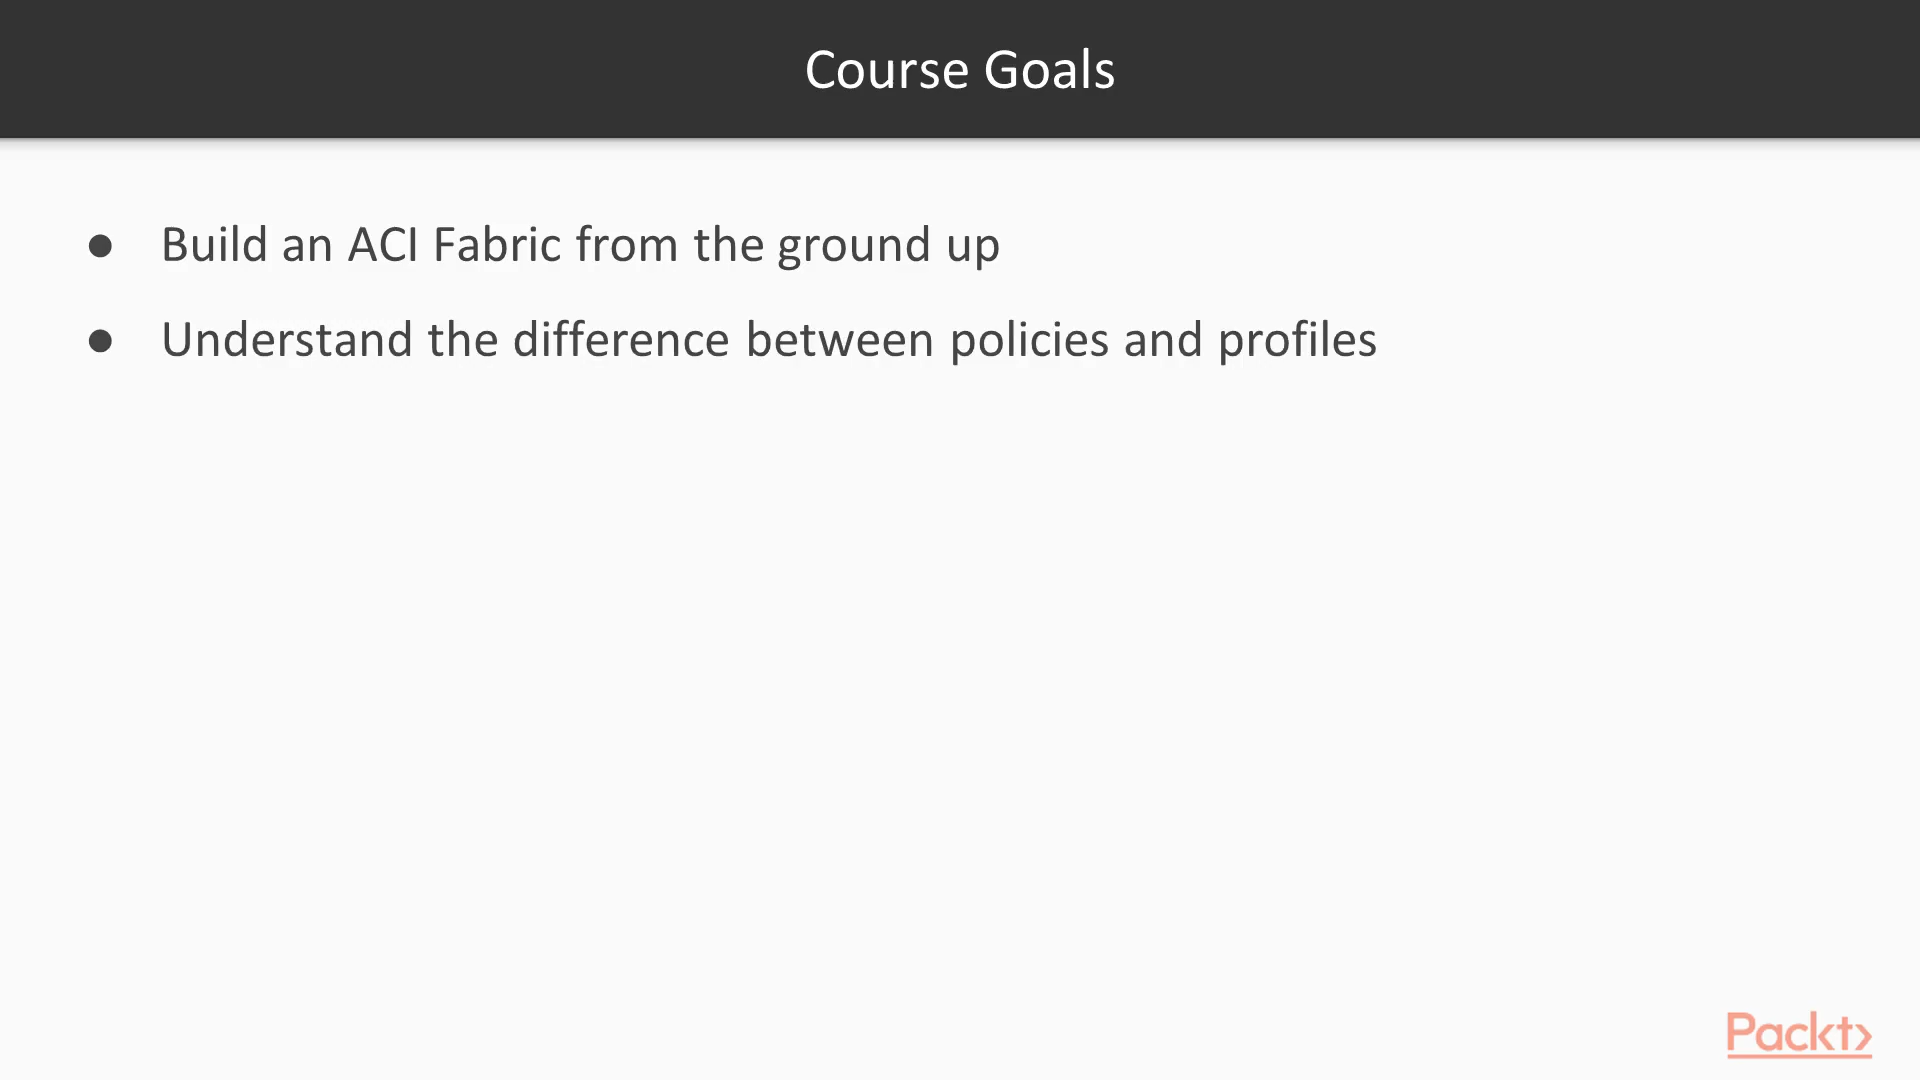 Course Goals
● Build an ACI Fabric from the ground up
● Understand the difference between policies and profiles
Packt>